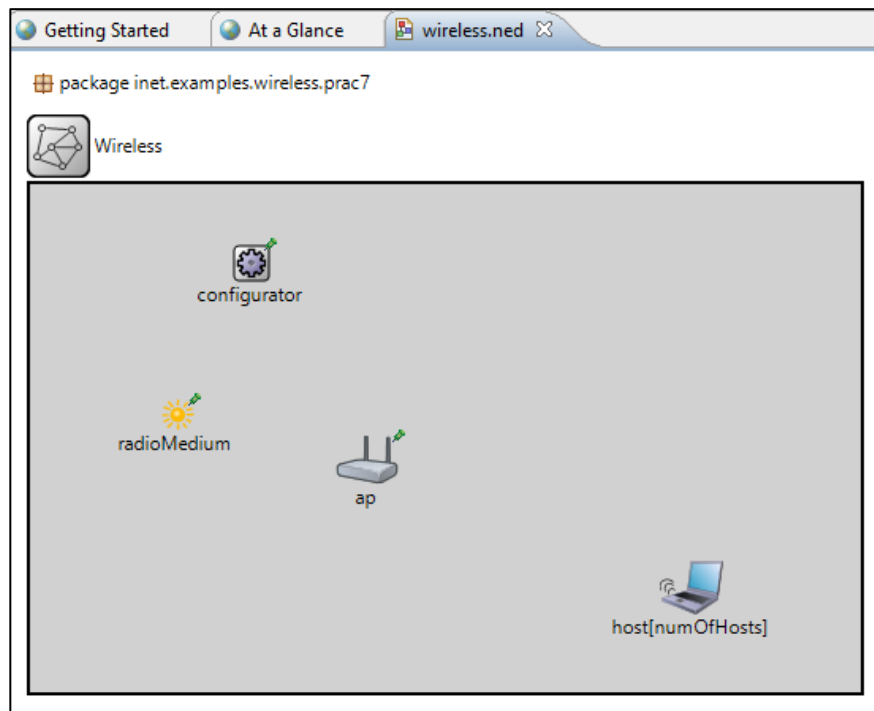 Getting Started At a Glance wireless.ned
package inet.examples.wireless.prac7
Wireless
configurator
radioMedium
ap
host[numOfHosts]